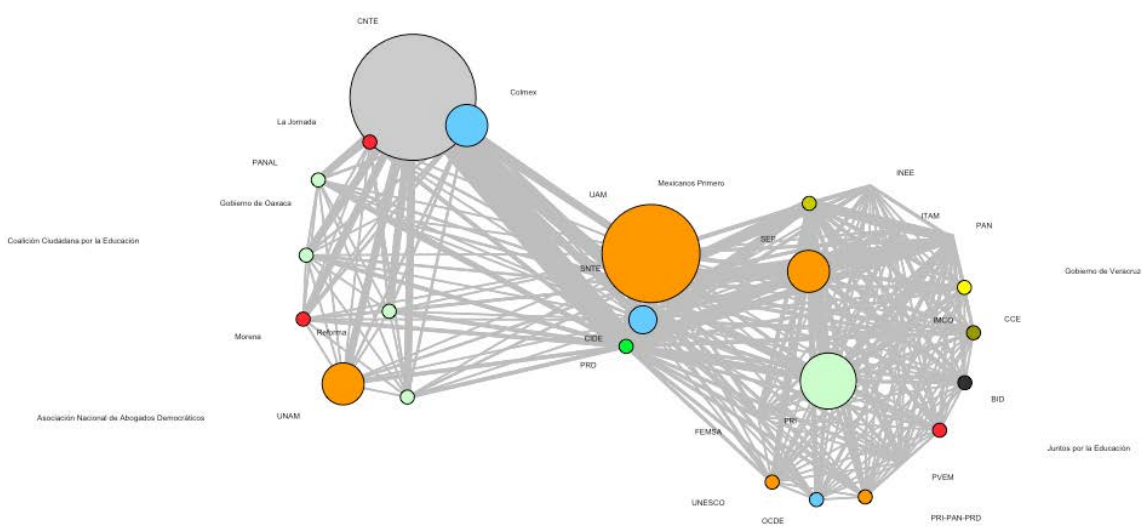 CNTE
Colmex
La Jornada
PANAL
INEE
Mexicanos Primero
UAM
Gobierno de Oaxaca
ITAM
PAN
Coalición Ciudadana por la Educación
SEP
SNTE
Gobierno de Veracruz
IMCO
CCE
Morena
Reforma
CIDE
PRD
BID
UNAM
Asociación Nacional de Abogados Democráticos
PRI
FEMSA
Juntos por la Educación
PVEM
UNESCO
OCDE
PRI-PAN-PRD